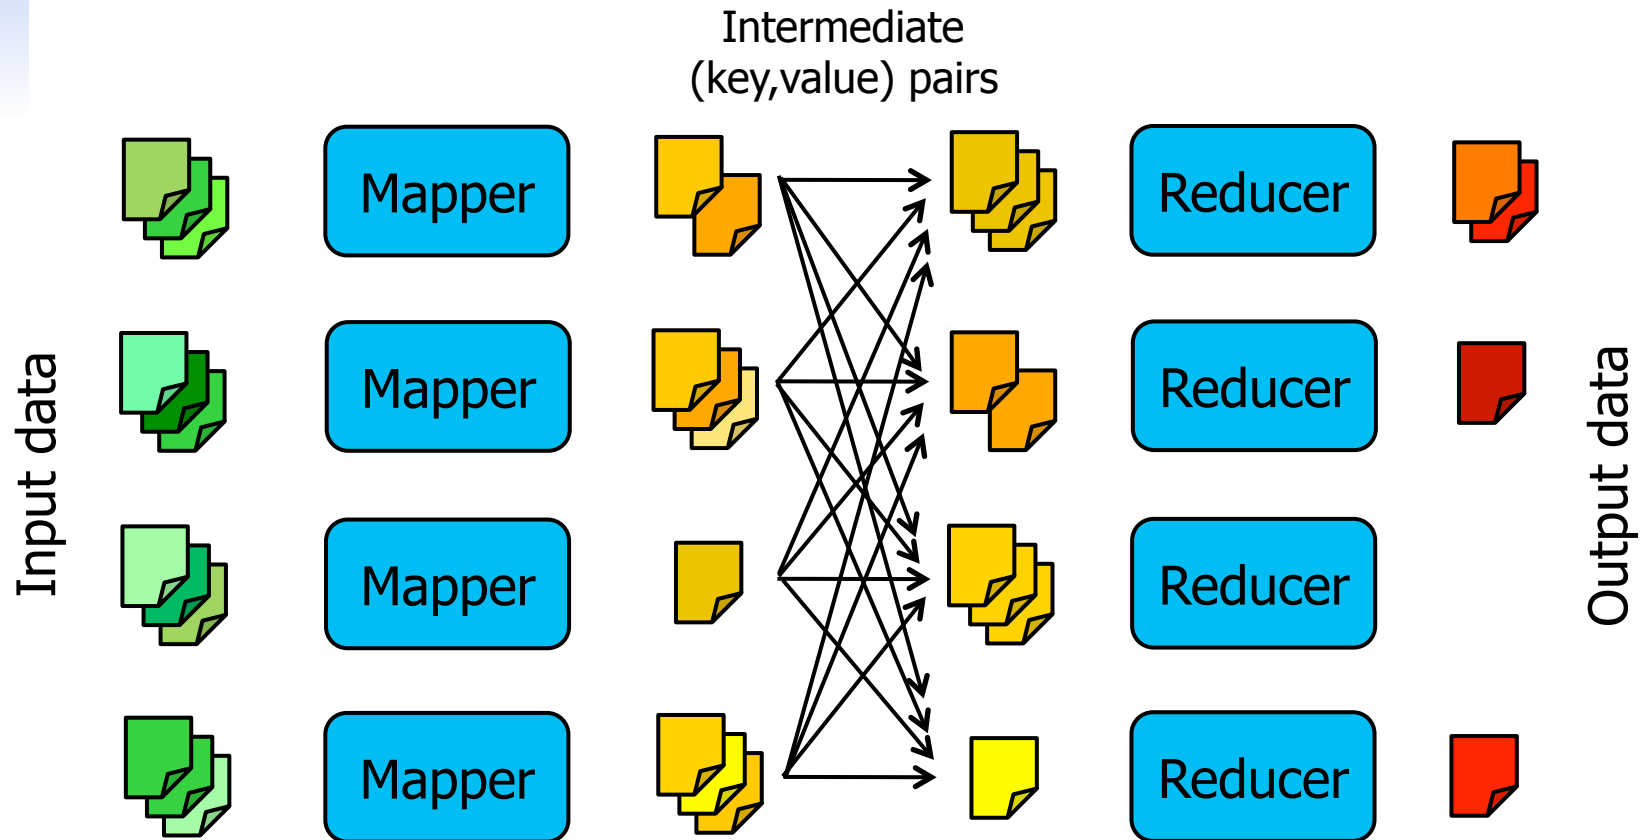 Intermediate
(key,value) pairs
Mapper
Reducer
Mapper
Reducer
Input data
Output data
Mapper
Reducer
Mapper
Reducer